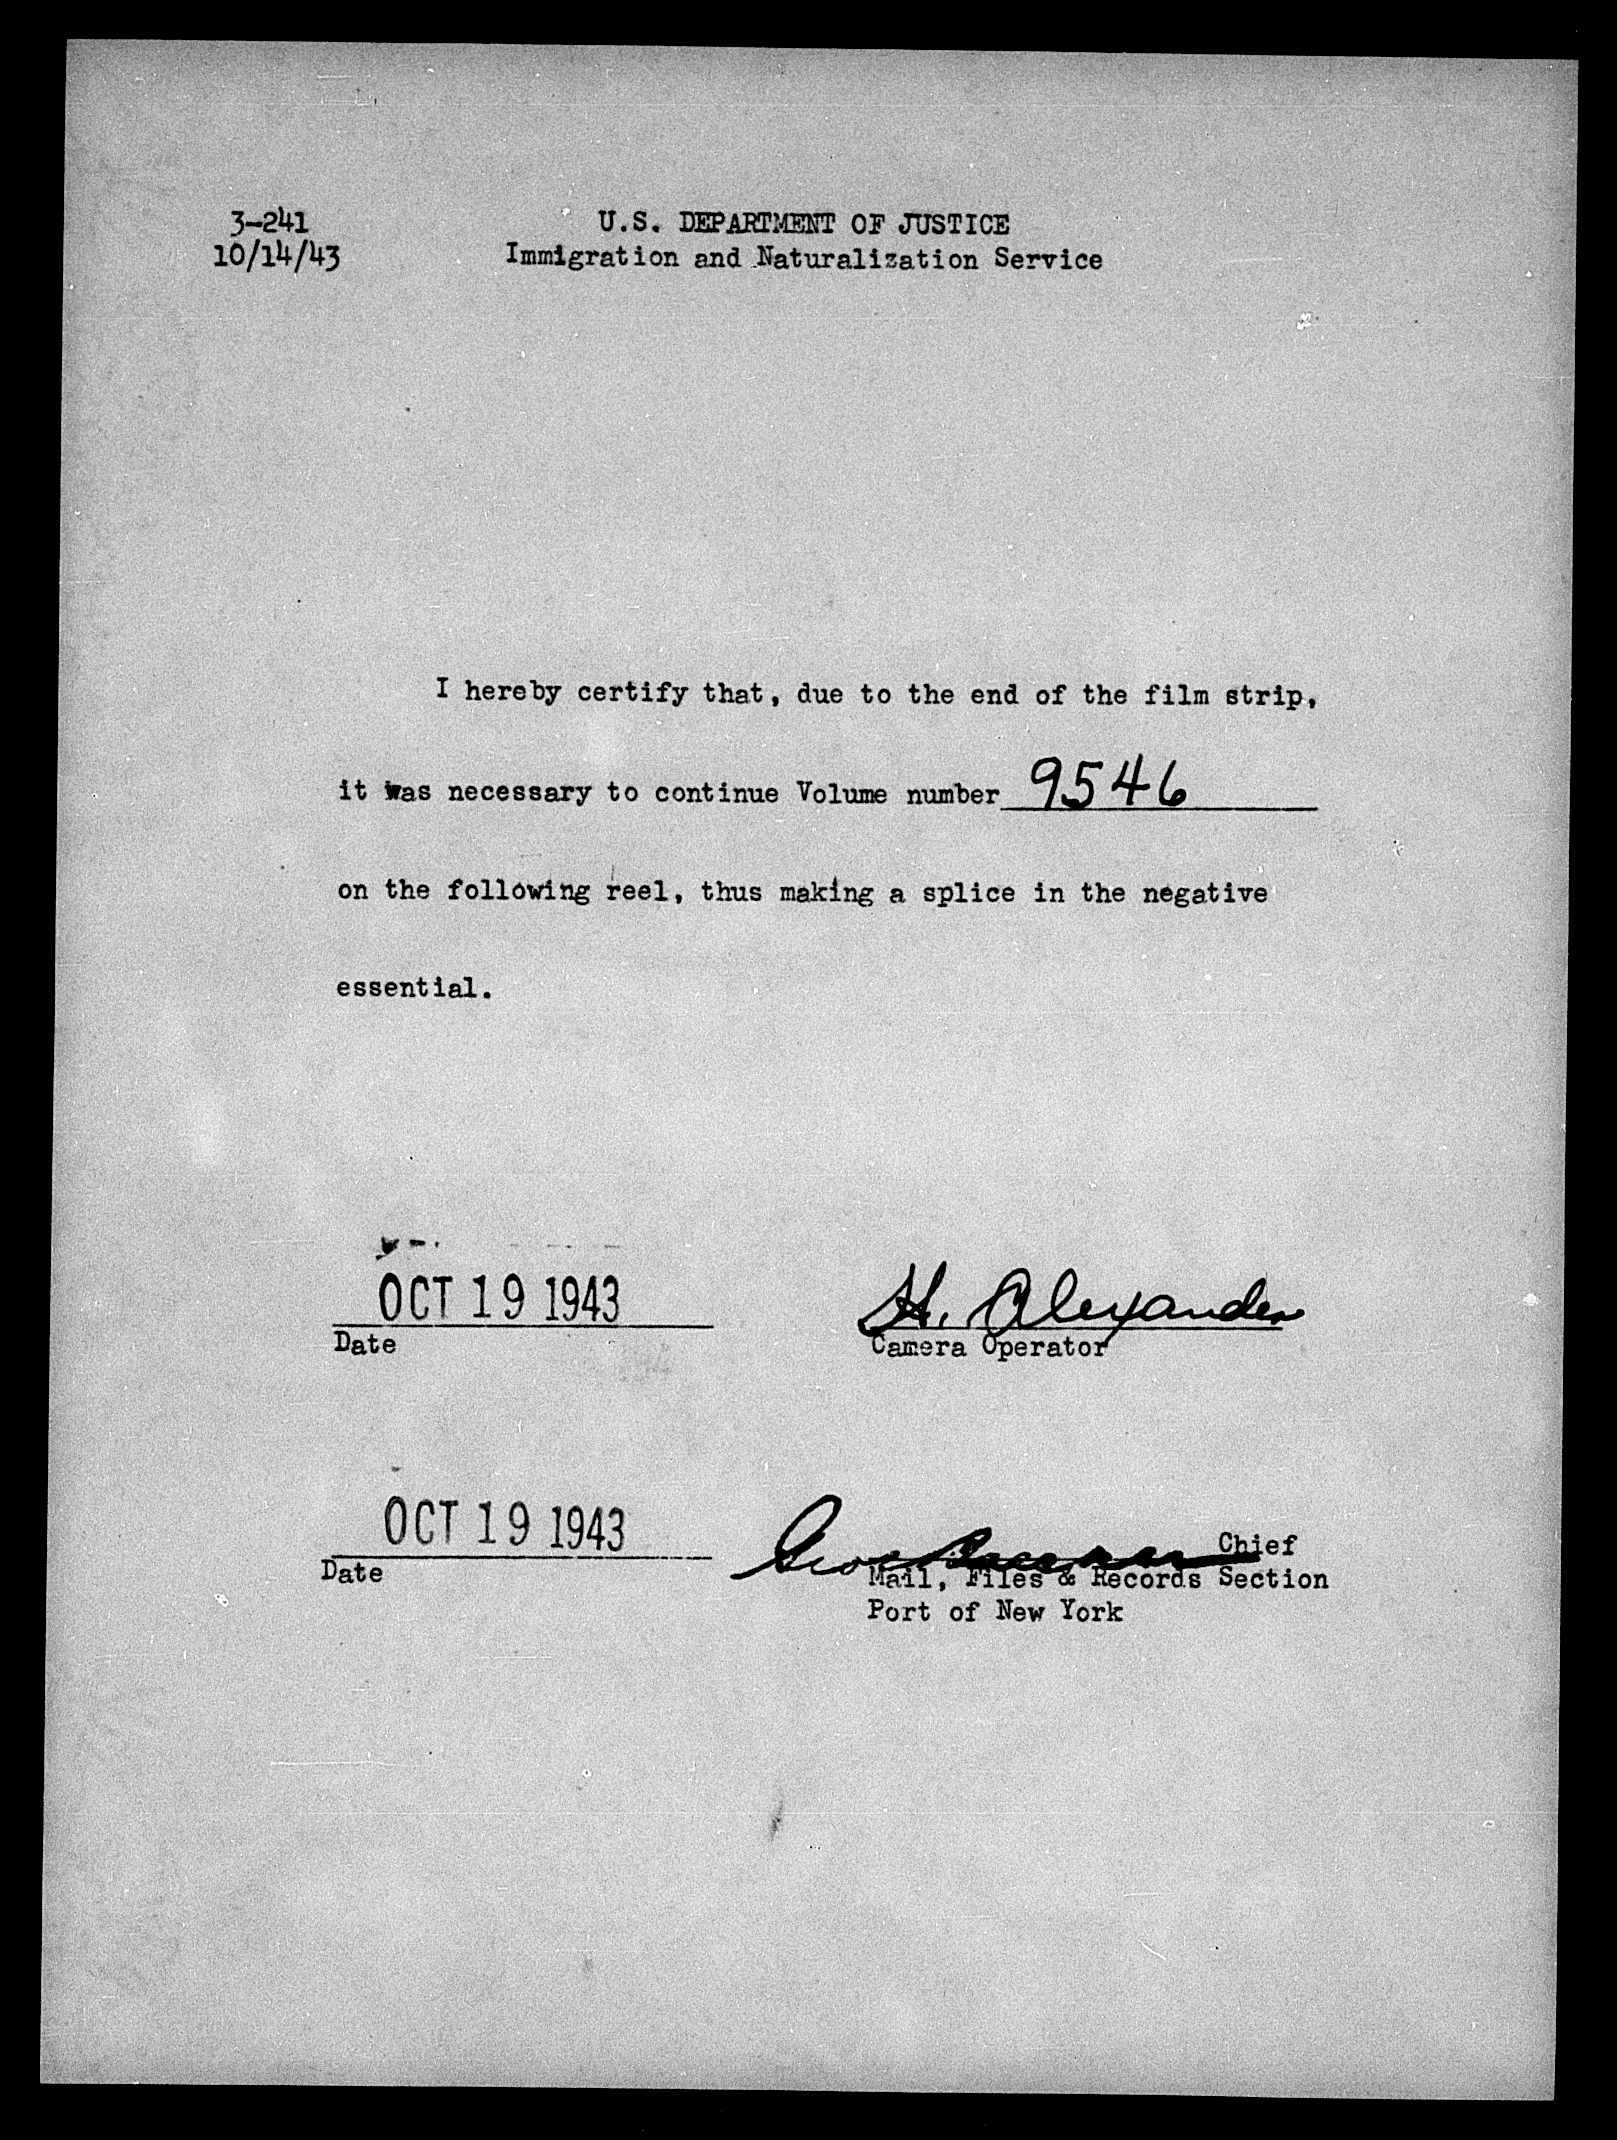 3-241
10/14/43
U.S. DEPARTMENT OF JUSTICE
Immigration and Naturalization Service
I hereby certify that, due to the end of the film strip,
it was necessary to continue Volume number 9546
on the following reel, thus making a splice in the negative
essential.
OCT 19 1943
Date
H. Alexander
Camera Operator
OCT 19 1943
Date
Chief
Mail, Files & Records Section
Port of New York